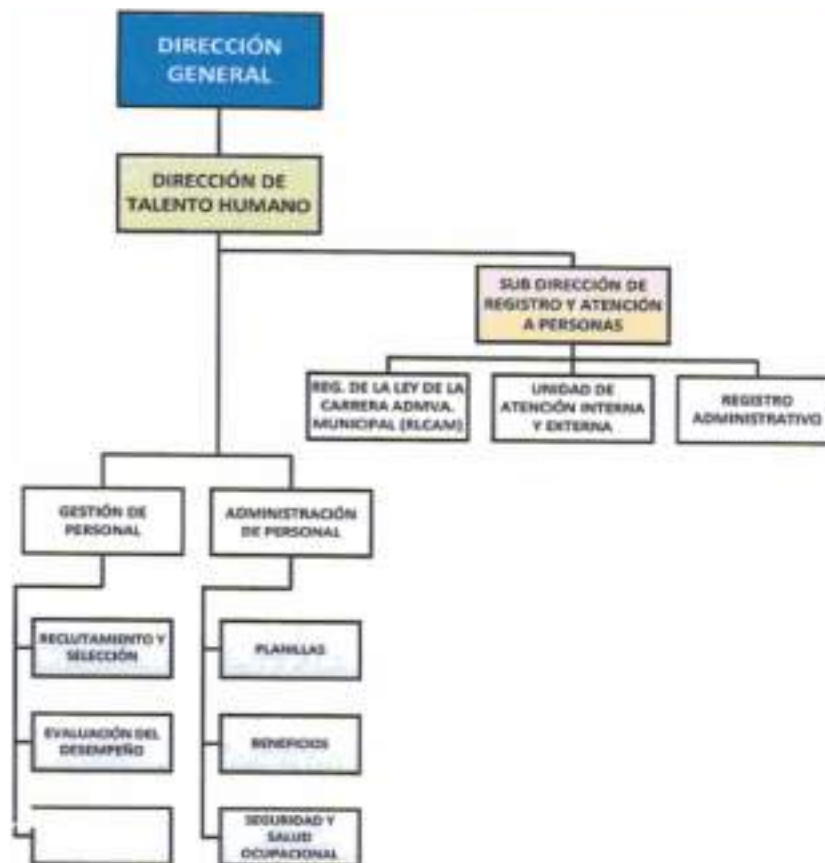 DIRECCIÓN
GENERAL
DIRECCIÓN DE
TALENTO HUMANO
SUB DIRECCIÓN DE
REGISTRO Y ATENCIÓN
A PERSONAS
REG. DE LA LEY DE LA
CARRERA ADMVA.
MUNICIPAL (RLCAM)
UNIDAD DE
ATENCIÓN INTERNA
Y EXTERNA
REGISTRO
ADMINISTRATIVO
GESTIÓN DE
PERSONAL
ADMINISTRACIÓN
DE PERSONAL
RECLUTAMIENTO Y
SELECCIÓN
PLANILLAS
EVALUACIÓN DEL
DESEMPEÑO
BENEFICIOS
SEGURIDAD Y
SALUD
OCUPACIONAL